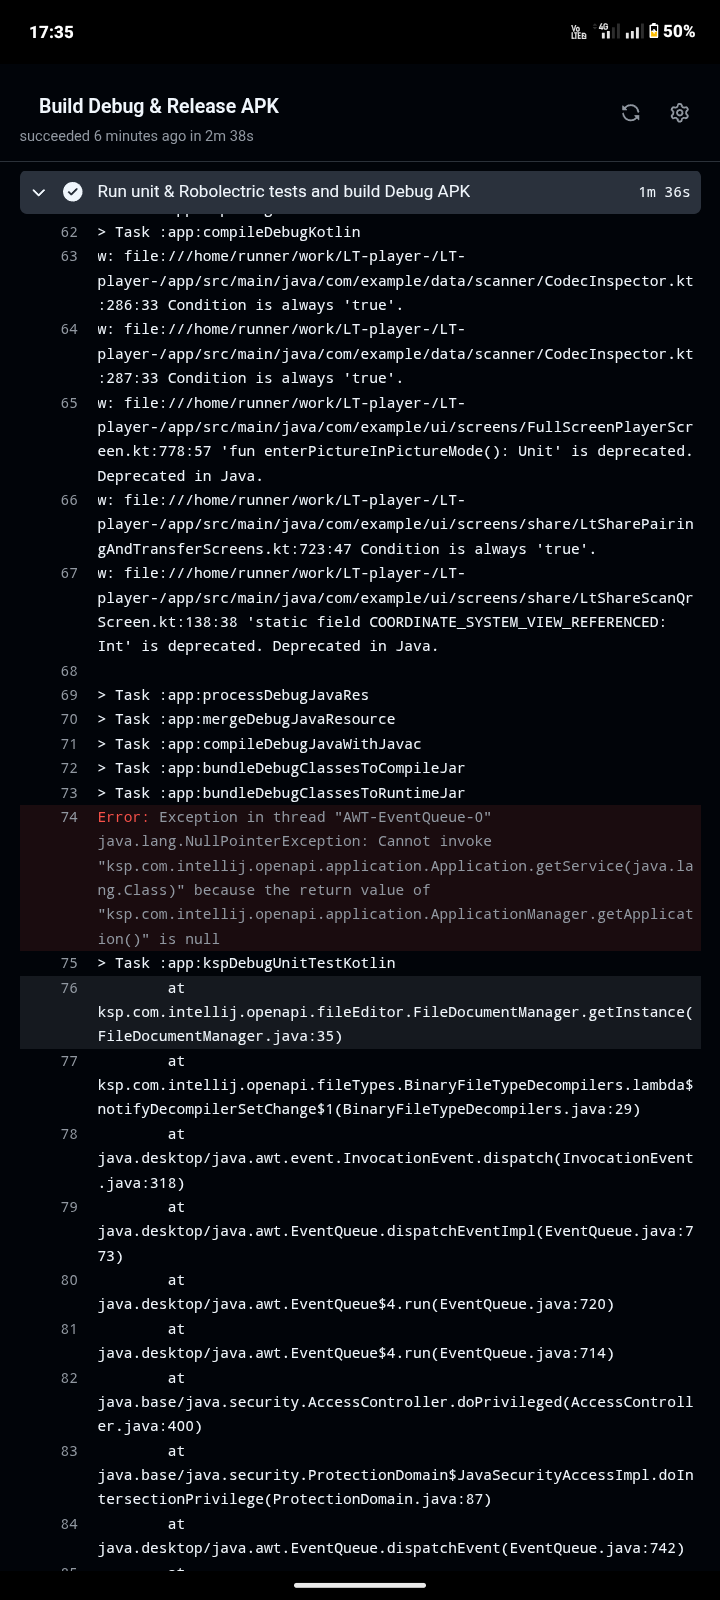 17:35
Vo LTE 4G 50%
Build Debug & Release APK
succeeded 6 minutes ago in 2m 38s
Run unit & Robolectric tests and build Debug APK 1m 36s
62 > Task :app:compileDebugKotlin
63 w: file:///home/runner/work/LT-player-/LT-
player-/app/src/main/java/com/example/data/scanner/CodecInspector.kt
:286:33 Condition is always 'true'.
64 w: file:///home/runner/work/LT-player-/LT-
player-/app/src/main/java/com/example/data/scanner/CodecInspector.kt
:287:33 Condition is always 'true'.
65 w: file:///home/runner/work/LT-player-/LT-
player-/app/src/main/java/com/example/ui/screens/FullScreenPlayerScr
een.kt:778:57 'fun enterPictureInPictureMode(): Unit' is deprecated.
Deprecated in Java.
66 w: file:///home/runner/work/LT-player-/LT-
player-/app/src/main/java/com/example/ui/screens/share/LtSharePairin
gAndTransferScreens.kt:723:47 Condition is always 'true'.
67 w: file:///home/runner/work/LT-player-/LT-
player-/app/src/main/java/com/example/ui/screens/share/LtShareScanQr
Screen.kt:138:38 'static field COORDINATE_SYSTEM_VIEW_REFERENCED:
Int' is deprecated. Deprecated in Java.
68
69 > Task :app:processDebugJavaRes
70 > Task :app:mergeDebugJavaResource
71 > Task :app:compileDebugJavaWithJavac
72 > Task :app:bundleDebugClassesToCompileJar
73 > Task :app:bundleDebugClassesToRuntimeJar
74 Error: Exception in thread "AWT-EventQueue-0"
java.lang.NullPointerException: Cannot invoke
"ksp.com.intellij.openapi.application.Application.getService(java.la
ng.Class)" because the return value of
"ksp.com.intellij.openapi.application.ApplicationManager.getApplicat
ion()" is null
75 > Task :app:kspDebugUnitTestKotlin
76 at
ksp.com.intellij.openapi.fileEditor.FileDocumentManager.getInstance(
FileDocumentManager.java:35)
77 at
ksp.com.intellij.openapi.fileTypes.BinaryFileTypeDecompilers.lambda$
notifyDecompilerSetChange$1(BinaryFileTypeDecompilers.java:29)
78 at
java.desktop/java.awt.event.InvocationEvent.dispatch(InvocationEvent
.java:318)
79 at
java.desktop/java.awt.EventQueue.dispatchEventImpl(EventQueue.java:7
73)
80 at
java.desktop/java.awt.EventQueue$4.run(EventQueue.java:720)
81 at
java.desktop/java.awt.EventQueue$4.run(EventQueue.java:714)
82 at
java.base/java.security.AccessController.doPrivileged(AccessControll
er.java:400)
83 at
java.base/java.security.ProtectionDomain$JavaSecurityAccessImpl.doIn
tersectionPrivilege(ProtectionDomain.java:87)
84 at
java.desktop/java.awt.EventQueue.dispatchEvent(EventQueue.java:742)